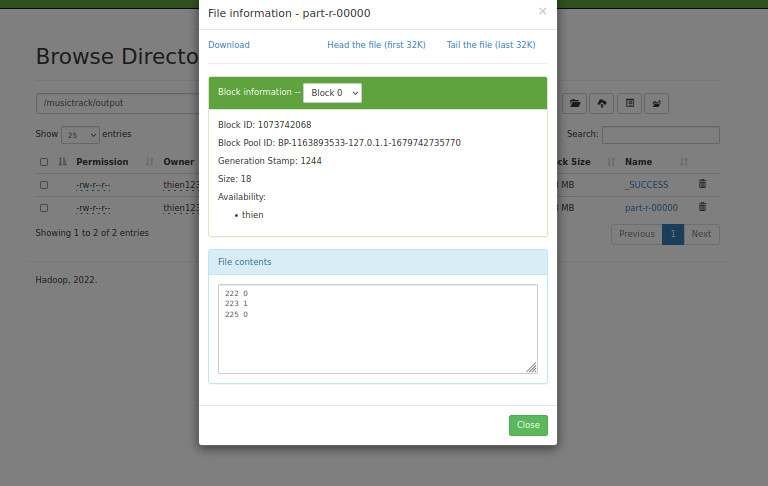 File information - part-r-00000
×
Download
Head the file (first 32K)
Tail the file (last 32K)
Block information --
Block 0
Block ID: 1073742068
Block Pool ID: BP-1163893533-127.0.1.1-1679742735770
Generation Stamp: 1244
Size: 18
Availability:
• thien
File contents
222 0
223 1
225 0
Close
Browse Directo
/musictrack/output
Show 25 entries
Search:
Permission
Owner
ck Size
Name
-rw-r--r--
thien123
MB
_SUCCESS
-rw-r--r--
thien123
MB
part-r-00000
Showing 1 to 2 of 2 entries
Previous
1
Next
Hadoop, 2022.